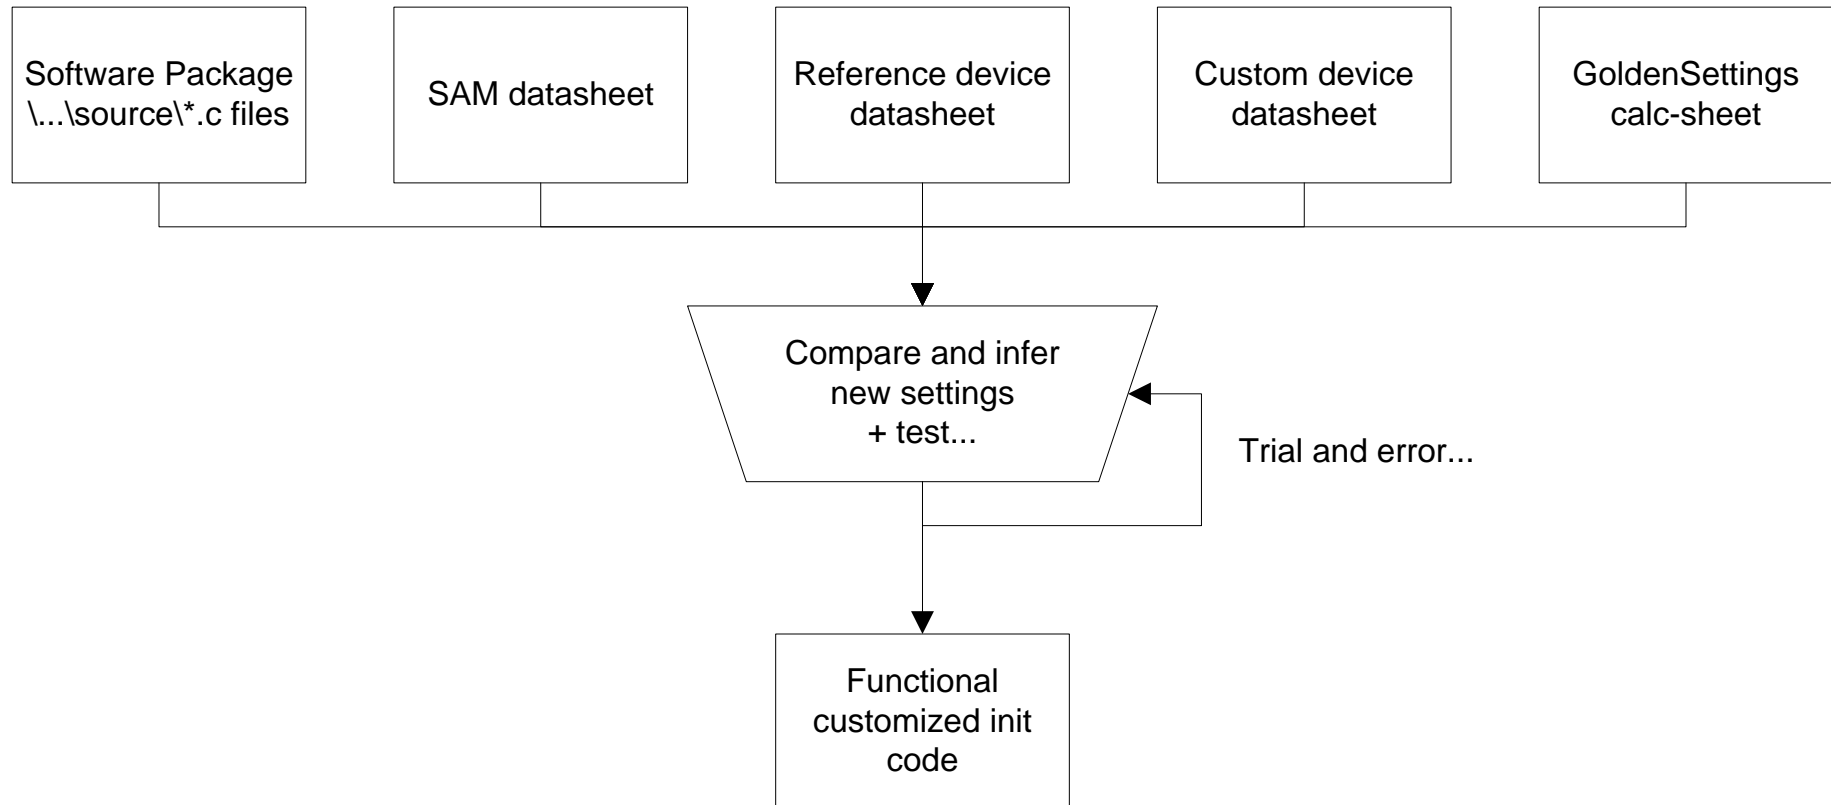 Software Package
\...\source\*.c files
SAM datasheet
Reference device
datasheet
Custom device
datasheet
GoldenSettings
calc-sheet
Compare and infer
new settings
+ test...
Trial and error...
Functional
customized init
code